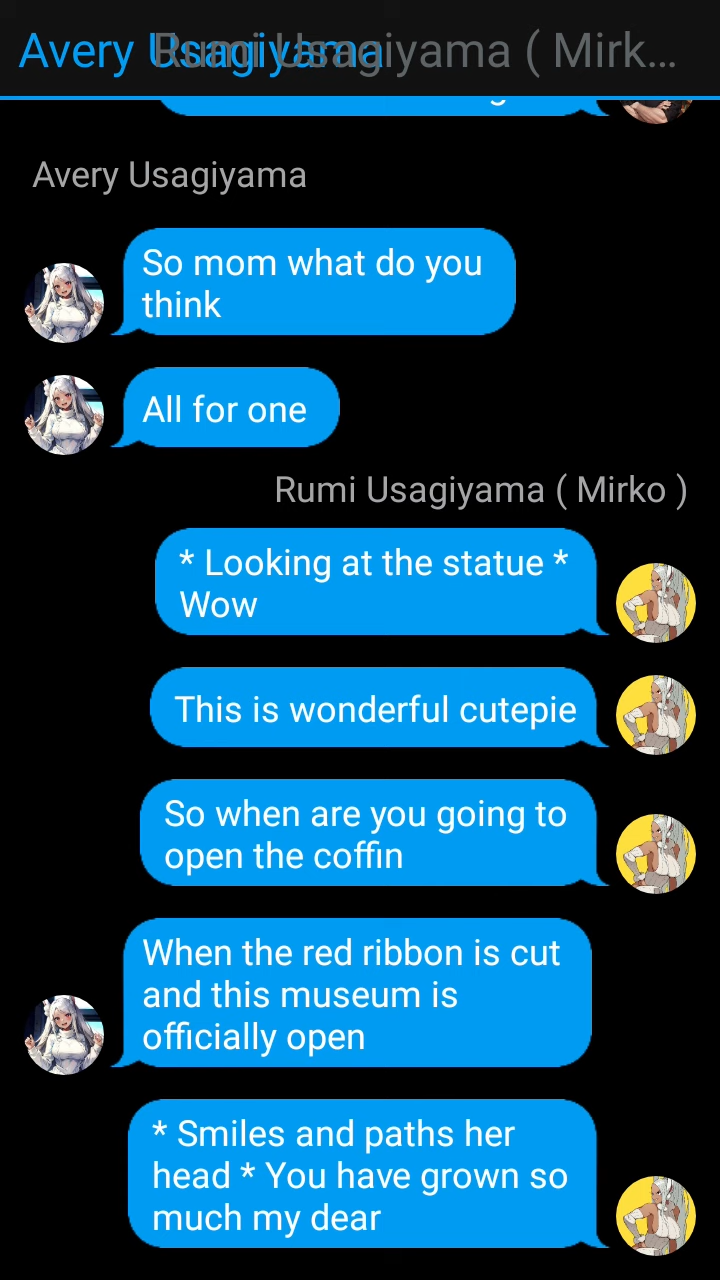 Avery Usagiyama
Rumi Usagiyama ( Mirk...
Avery Usagiyama
So mom what do you
think
All for one
Rumi Usagiyama ( Mirko )
* Looking at the statue *
Wow
This is wonderful cutepie
So when are you going to
open the coffin
When the red ribbon is cut
and this museum is
officially open
* Smiles and paths her
head * You have grown so
much my dear